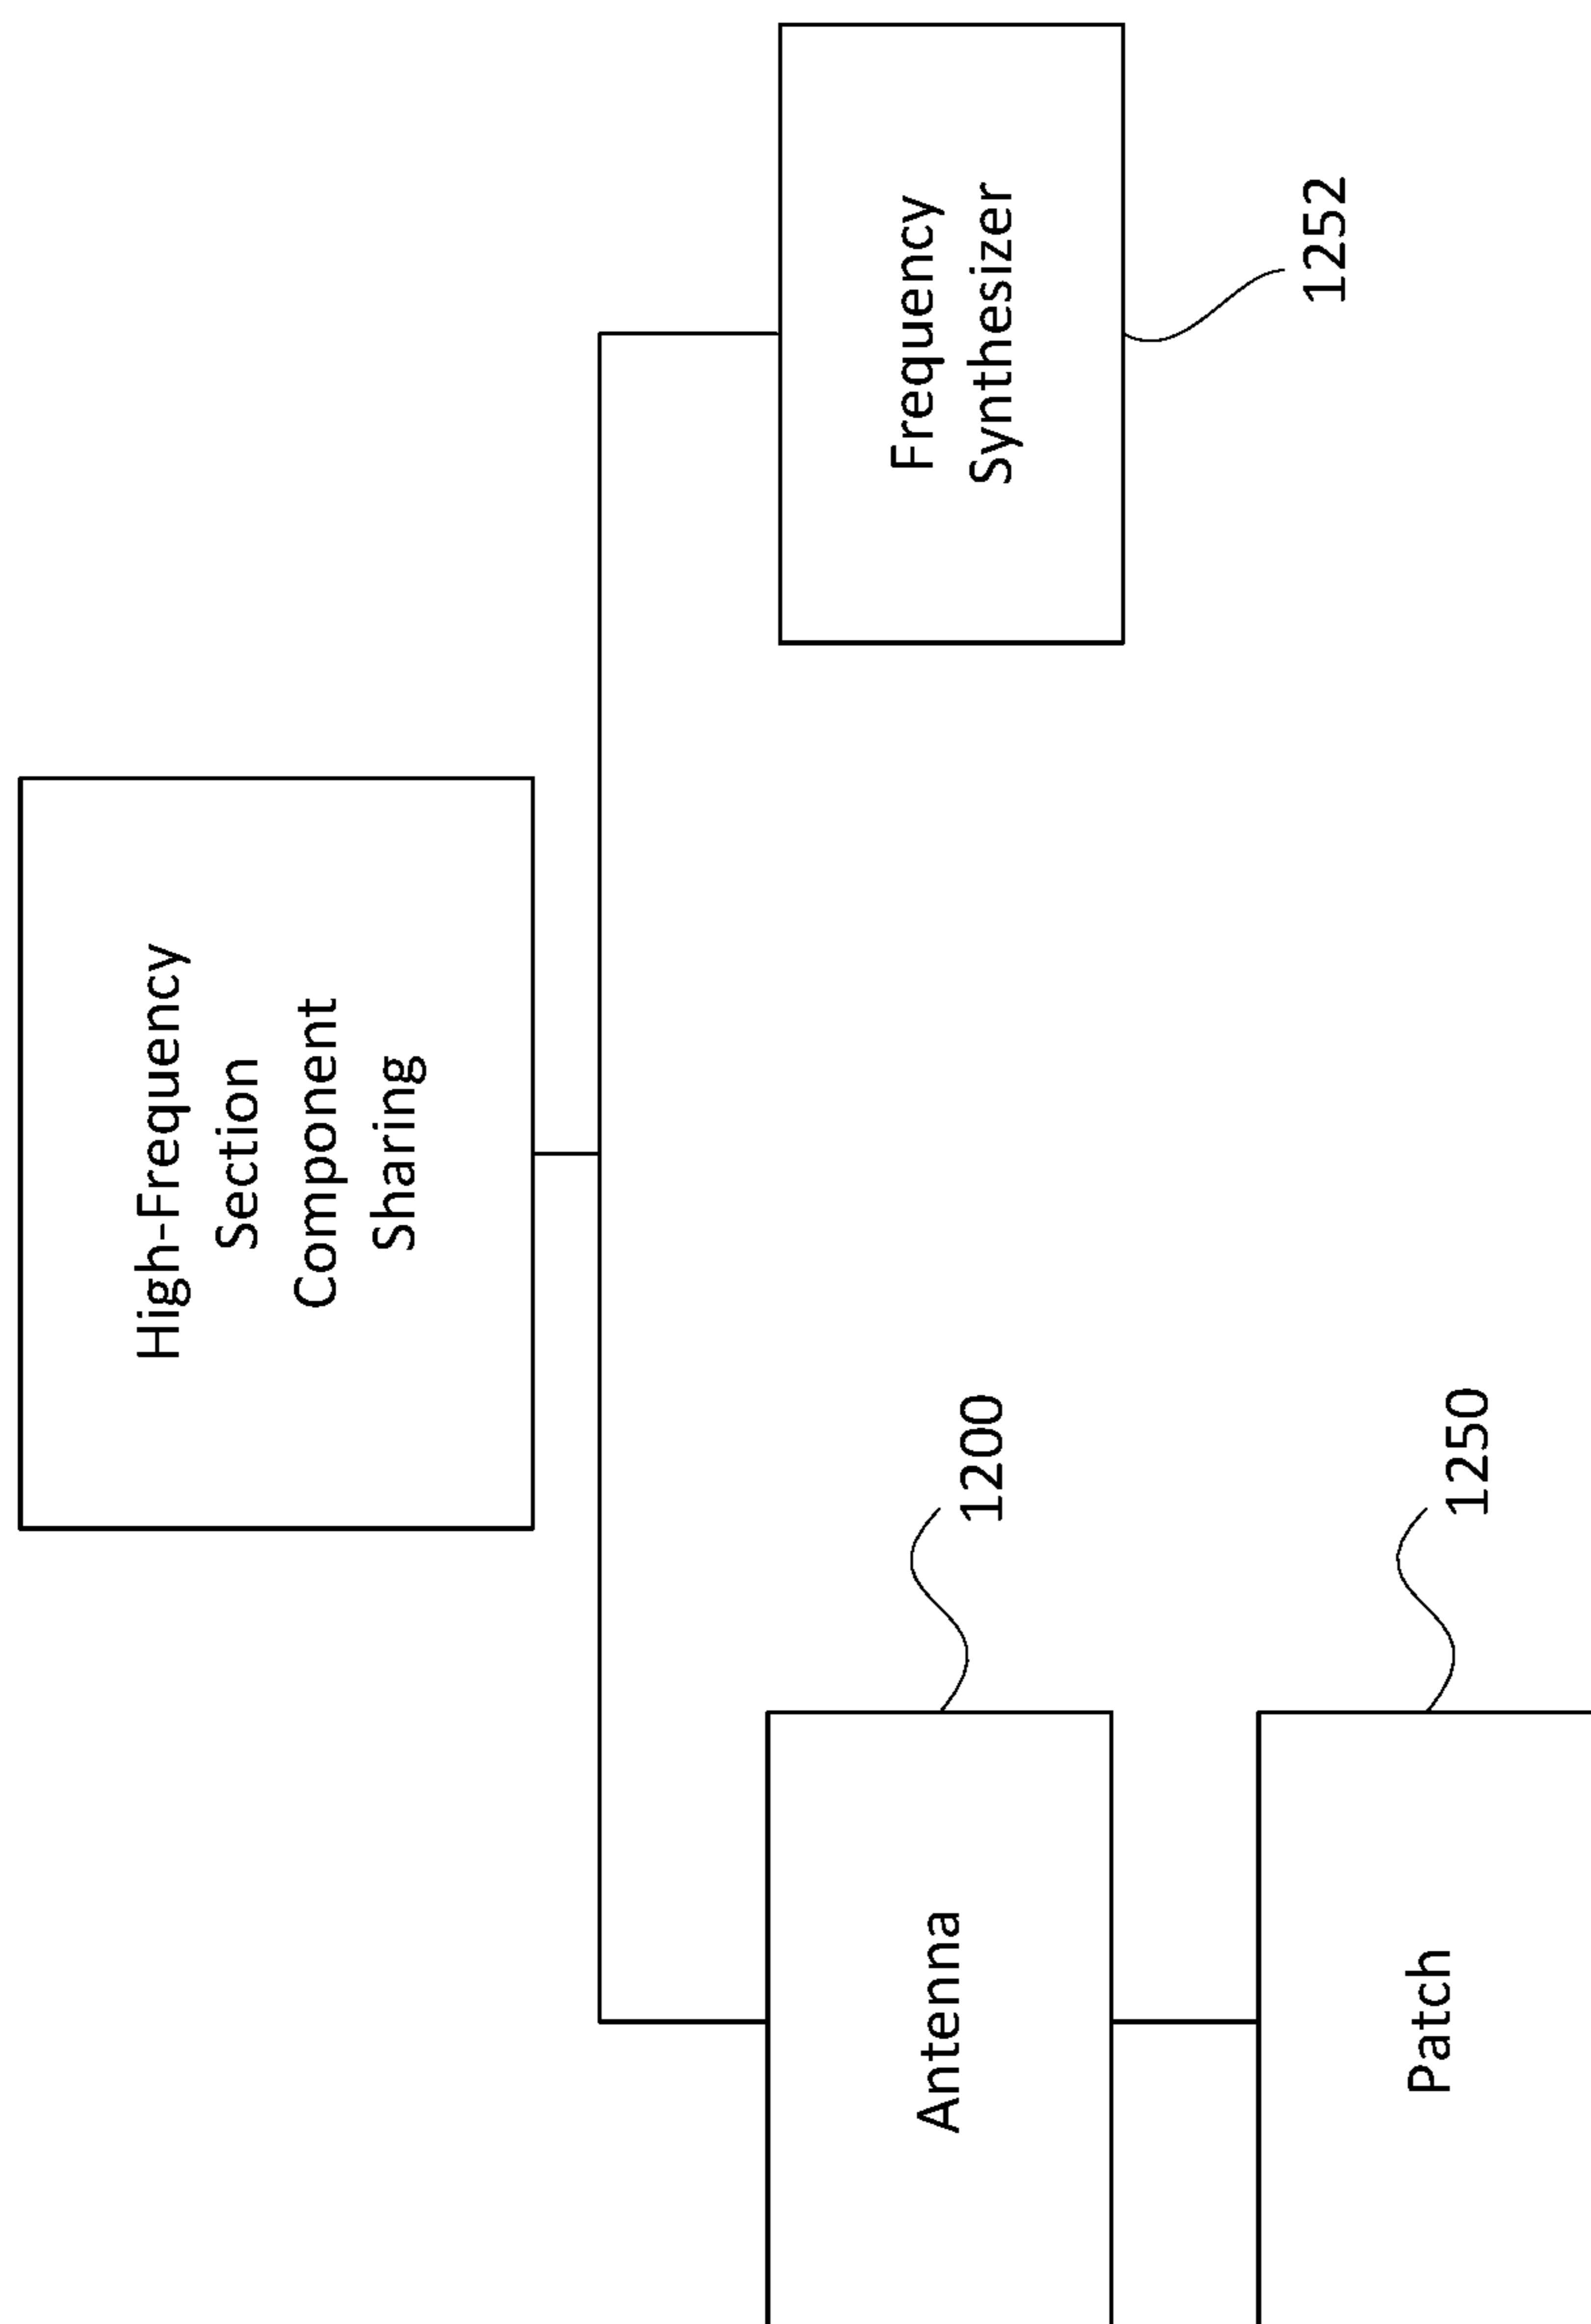 High-Frequency
Section
Component
Sharing
Antenna
1200
Frequency
Synthesizer
1252
Patch
1250